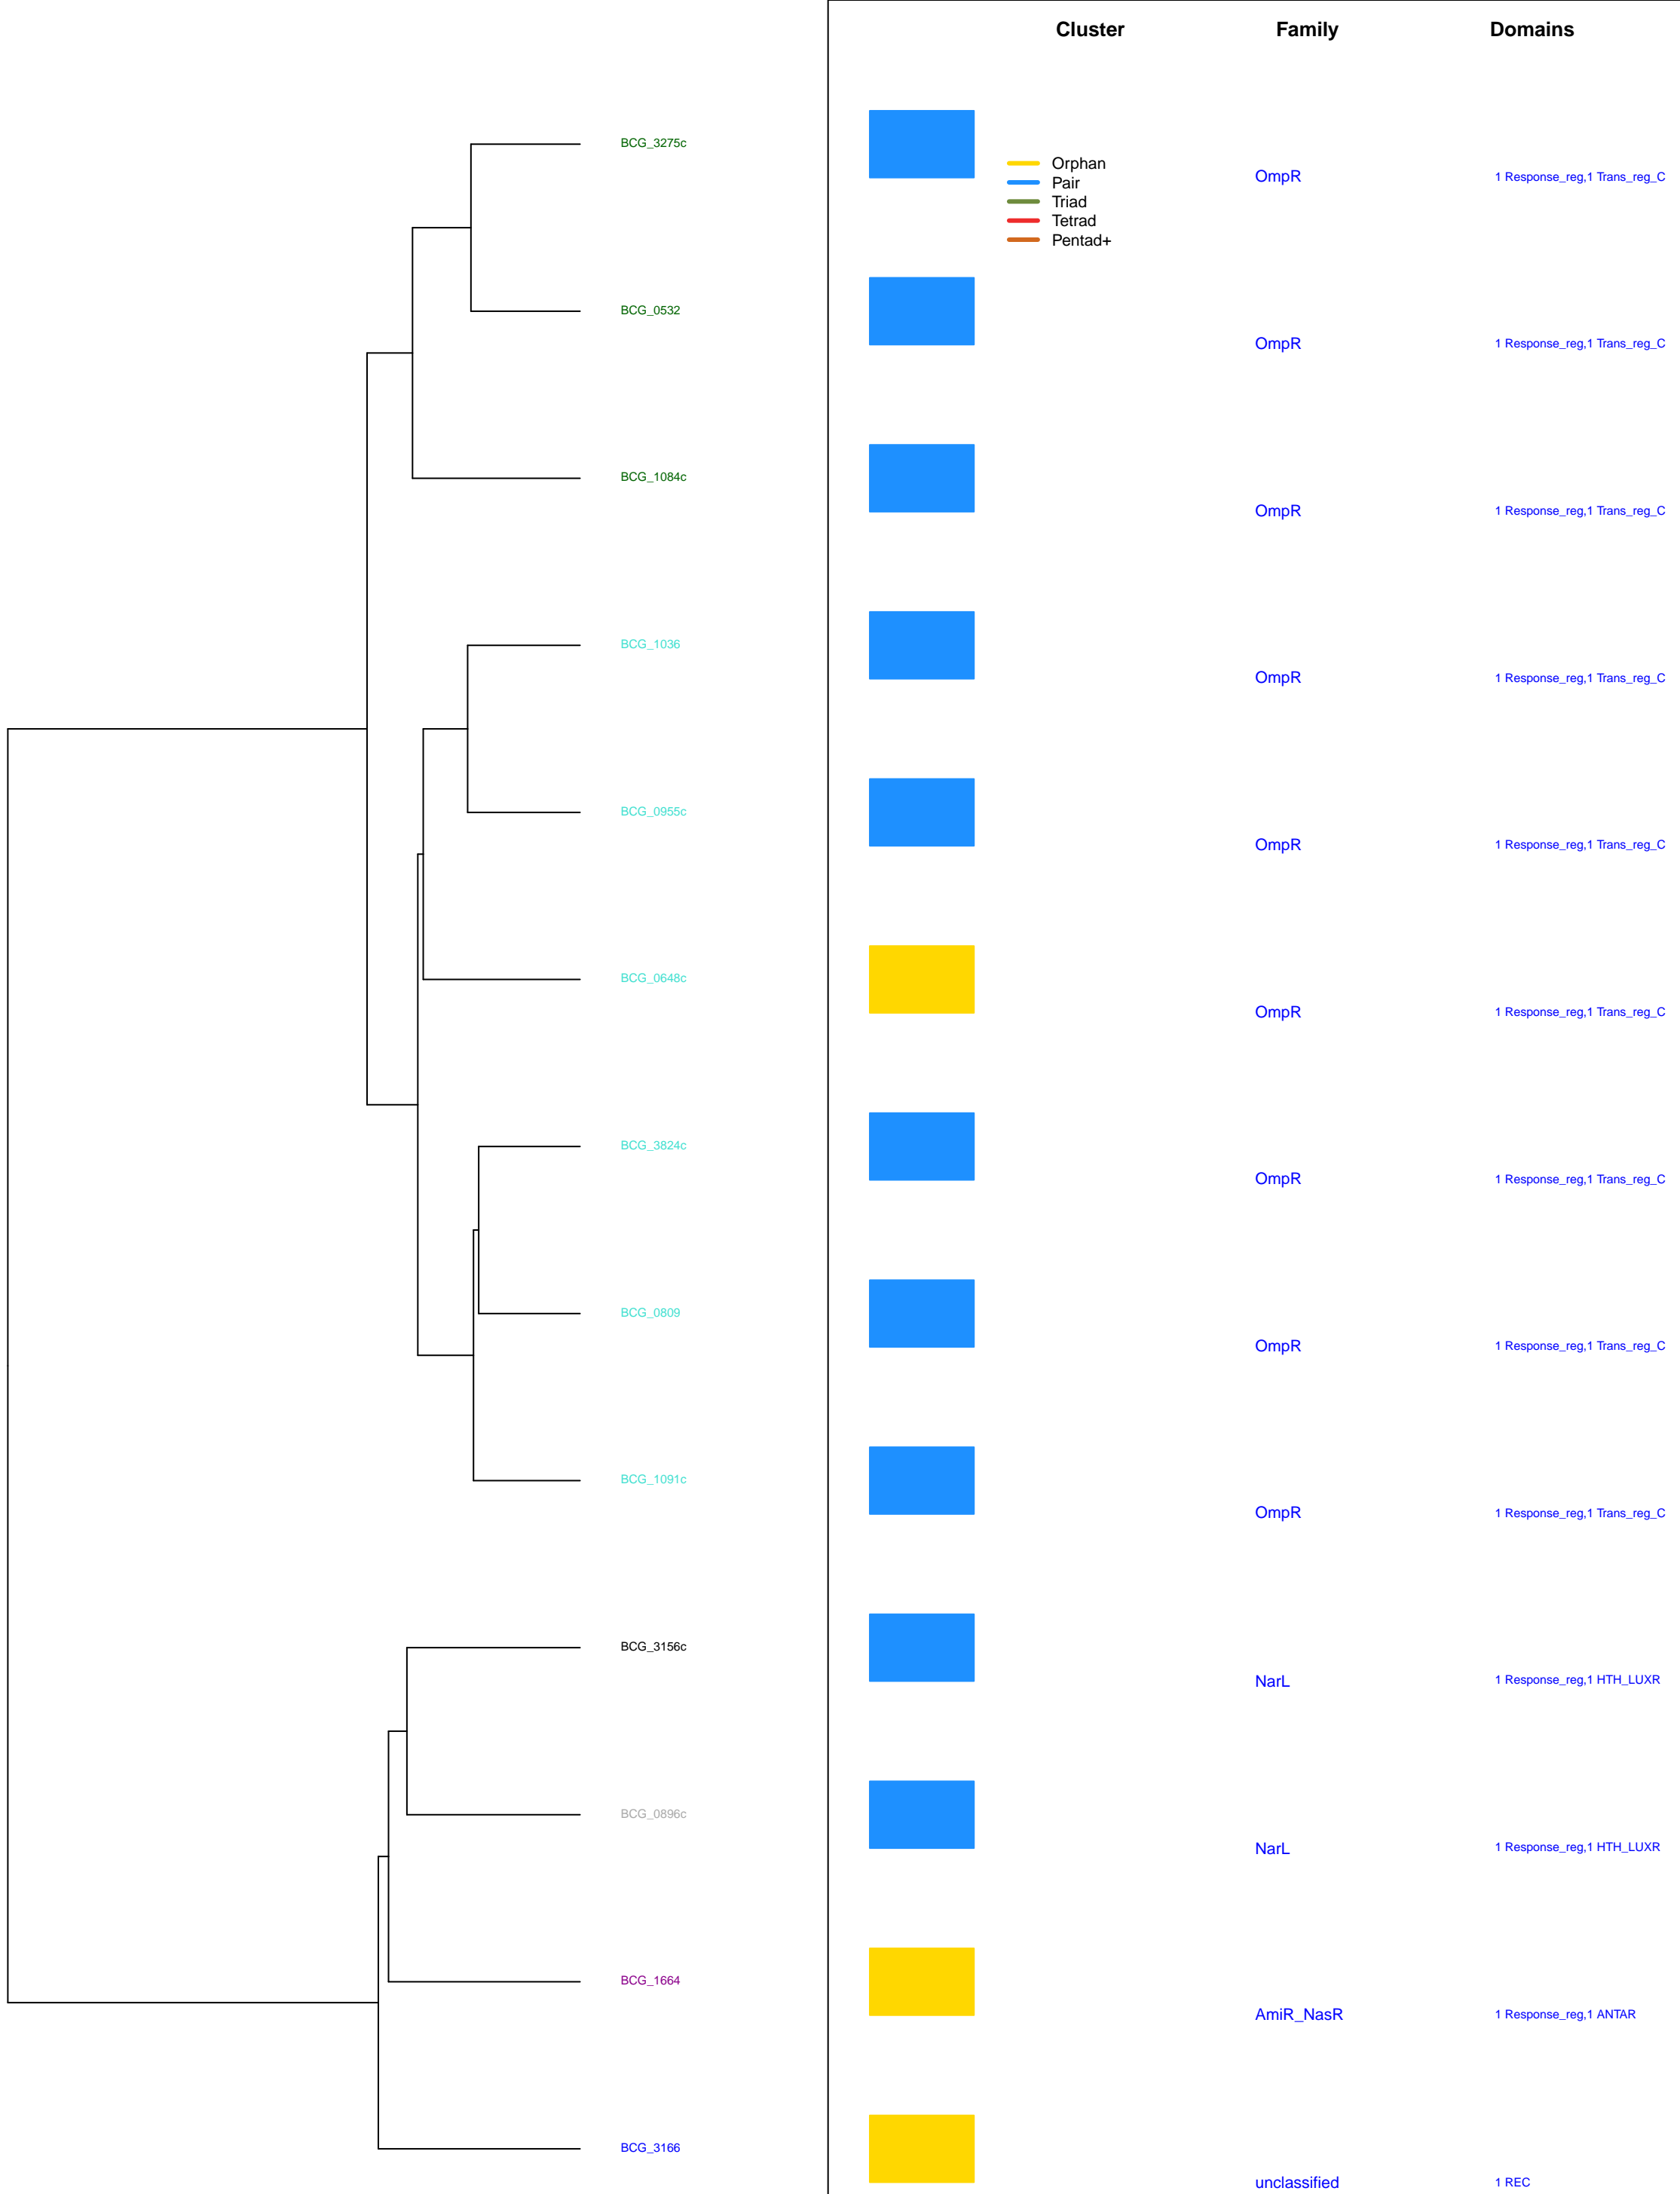 Cluster Family Domains
BCG_3275c
Orphan
Pair
Triad
Tetrad
Pentad+
OmpR 1 Response_reg,1 Trans_reg_C
BCG_0532
OmpR 1 Response_reg,1 Trans_reg_C
BCG_1084c
OmpR 1 Response_reg,1 Trans_reg_C
BCG_1036
OmpR 1 Response_reg,1 Trans_reg_C
BCG_0955c
OmpR 1 Response_reg,1 Trans_reg_C
BCG_0648c
OmpR 1 Response_reg,1 Trans_reg_C
BCG_3824c
OmpR 1 Response_reg,1 Trans_reg_C
BCG_0809
OmpR 1 Response_reg,1 Trans_reg_C
BCG_1091c
OmpR 1 Response_reg,1 Trans_reg_C
BCG_3156c
NarL 1 Response_reg,1 HTH_LUXR
BCG_0896c
NarL 1 Response_reg,1 HTH_LUXR
BCG_1664
AmiR_NasR 1 Response_reg,1 ANTAR
BCG_3166
unclassified 1 REC